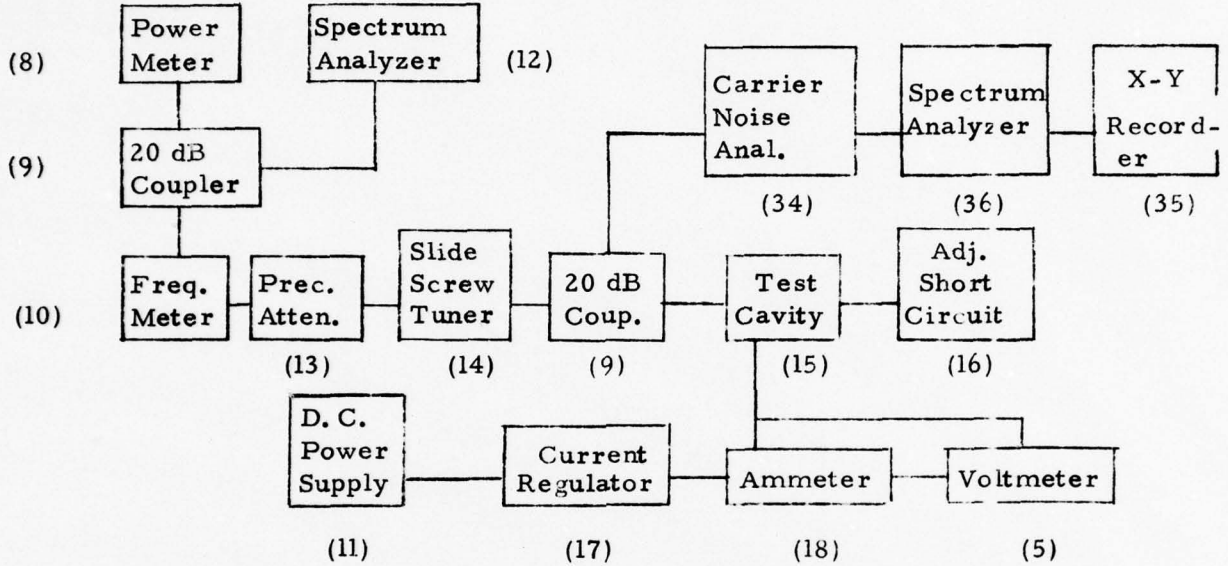 (8)
Power
Meter
Spectrum
Analyzer
(12)
Carrier
Noise
Anal.
(34)
Spectrum
Analyzer
(36)
X-Y
Record-
er
(35)
(9)
20 dB
Coupler
(10)
Freq.
Meter
Prec.
Atten.
(13)
Slide
Screw
Tuner
(14)
20 dB
Coup.
(9)
Test
Cavity
(15)
Adj.
Short
Circuit
(16)
D. C.
Power
Supply
(11)
Current
Regulator
(17)
Ammeter
(18)
Voltmeter
(5)